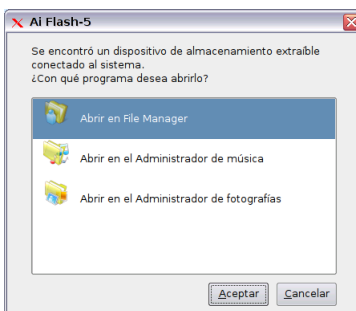 Ai Flash-5
Se encontró un dispositivo de almacenamiento extraíble
conectado al sistema.
¿Con qué programa desea abrirlo?
Abrir en File Manager
Abrir en el Administrador de música
Abrir en el Administrador de fotografías
Aceptar
Cancelar